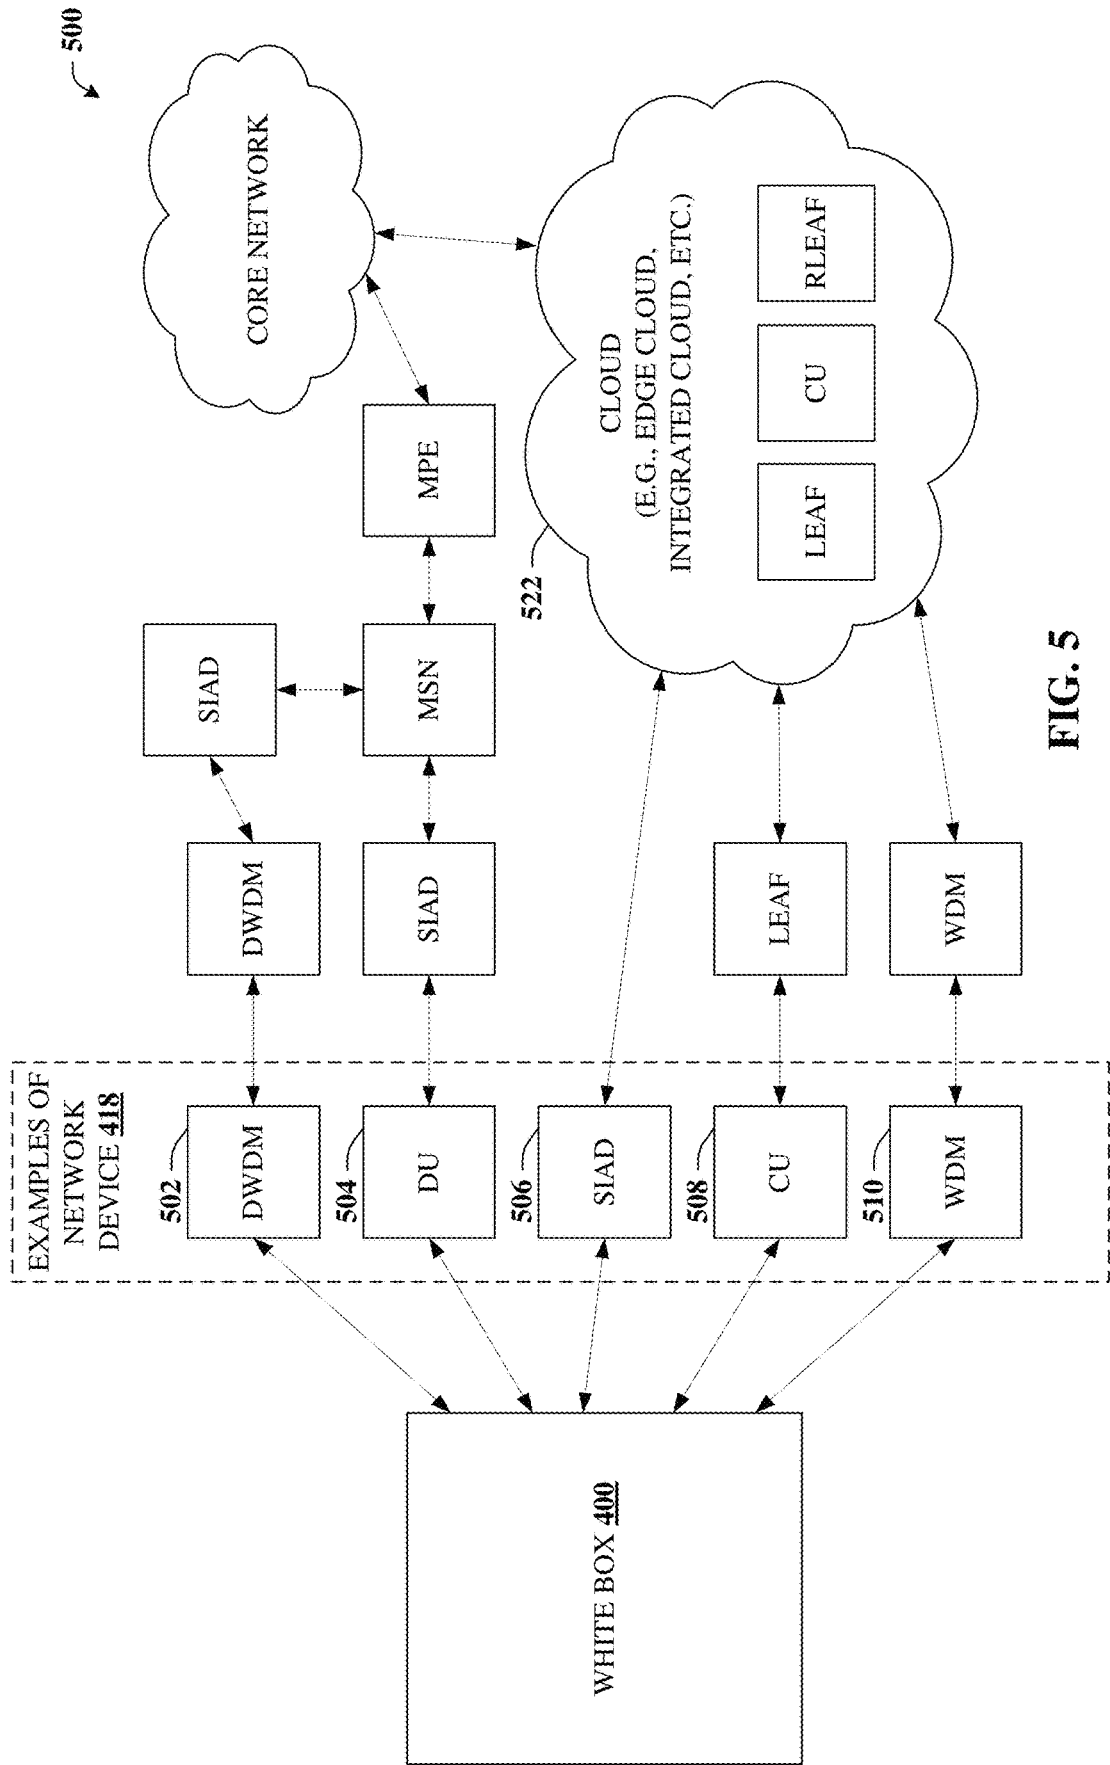 500
EXAMPLES OF
NETWORK
DEVICE 418
502
DWDM
DWDM
SIAD
CORE NETWORK
504
DU
SIAD
MSN
MPE
506
SIAD
522
CLOUD
(E.G., EDGE CLOUD,
INTEGRATED CLOUD, ETC.)
LEAF
CU
RLEAF
WHITE BOX 400
508
CU
LEAF
510
WDM
WDM
FIG. 5